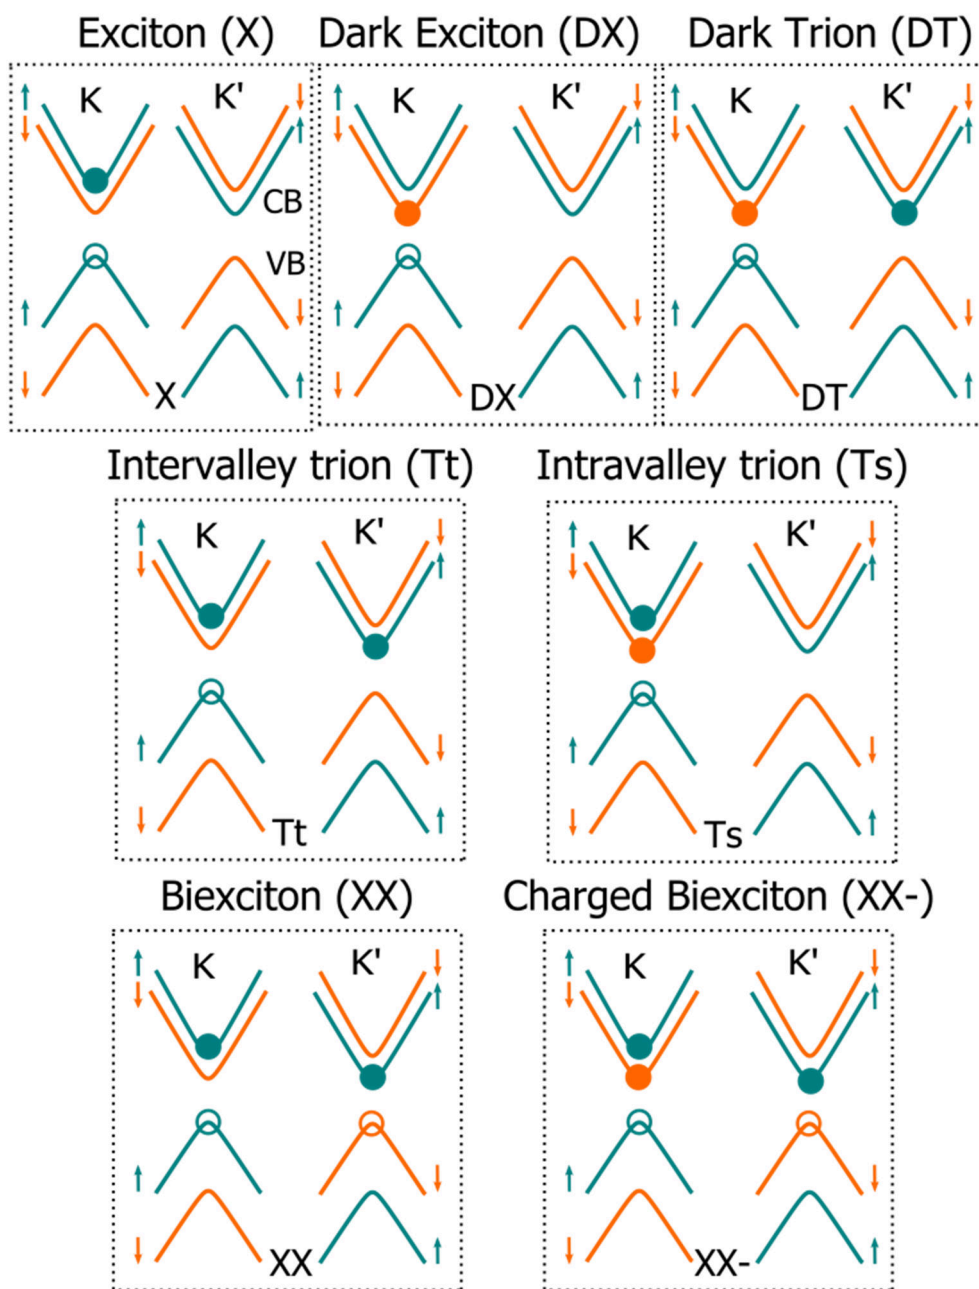 Exciton (X) Dark Exciton (DX) Dark Trion (DT)
K K' K K' K K'
CB
VB
X DX DT
Intervalley trion (Tt) Intravalley trion (Ts)
K K' K K'
Tt Ts
Biexciton (XX) Charged Biexciton (XX-)
K K' K K'
XX XX-